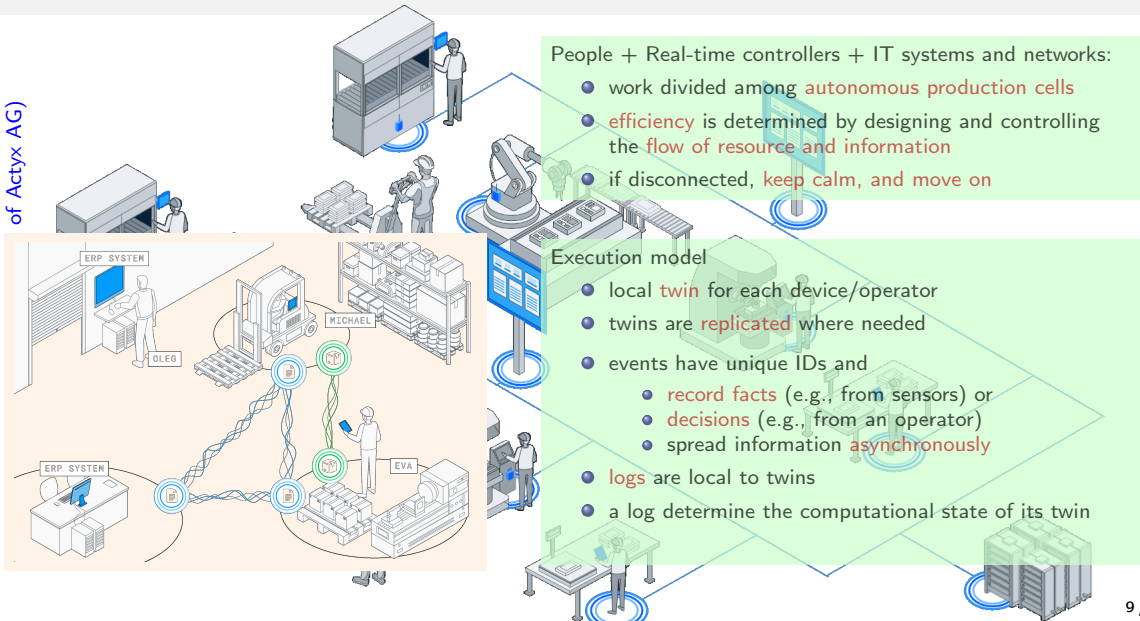 of Actyx AG)
People + Real-time controllers + IT systems and networks:
work divided among autonomous production cells
efficiency is determined by designing and controlling
the flow of resource and information
if disconnected, keep calm, and move on
ERP SYSTEM
OLEG
MICHAEL
ERP SYSTEM
EVA
Execution model
local twin for each device/operator
twins are replicated where needed
events have unique IDs and
record facts (e.g., from sensors) or
decisions (e.g., from an operator)
spread information asynchronously
logs are local to twins
a log determine the computational state of its twin
9/